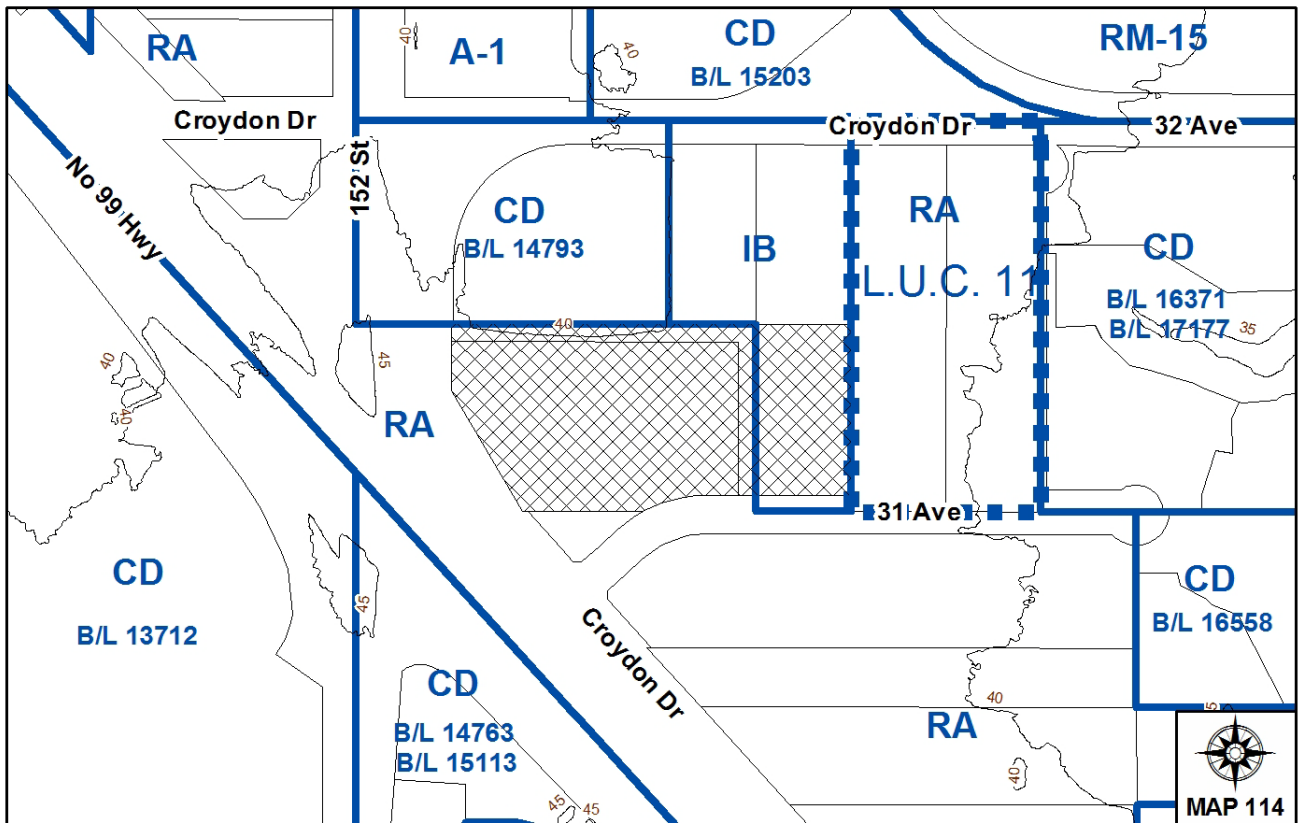 RA
40
A-1
40
CD
B/L 15203
RM-15
Croydon Dr
Croydon Dr
32 Ave
No 99 Hwy
152 St
CD
B/L 14793
IB
RA
L.U.C. 11
CD
B/L 16371
B/L 17177
35
40
45
40
40
RA
31 Ave
CD
B/L 13712
45
CD
B/L 16558
Croydon Dr
CD
B/L 14763
B/L 15113
40
RA
40
45
45
MAP 114